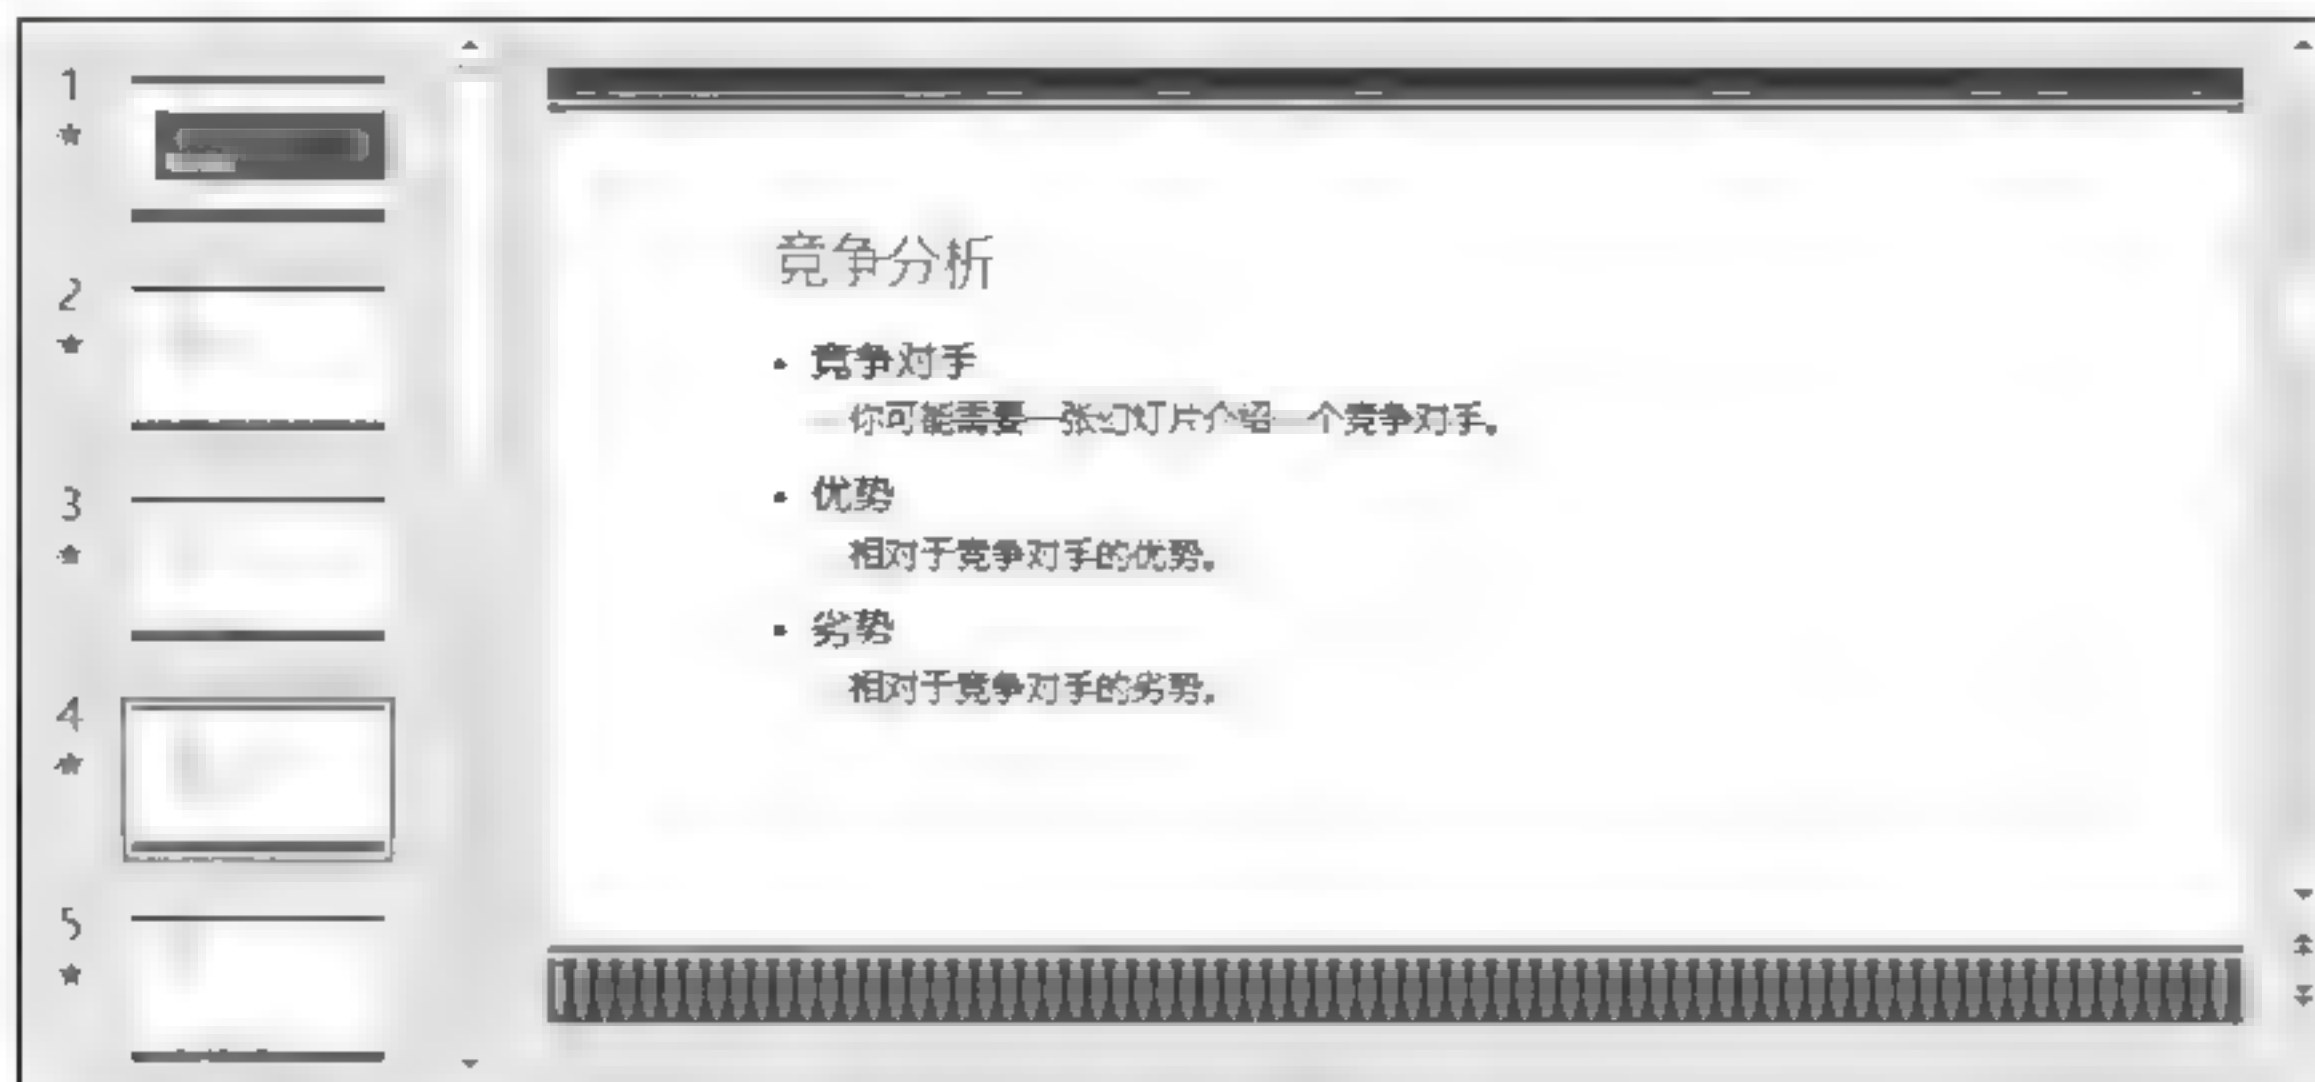 1
2
3
4
5
竞争分析
• 竞争对手
– 你可能需要一张幻灯片介绍一个竞争对手。
• 优势
相对于竞争对手的优势。
• 劣势
相对于竞争对手的劣势。